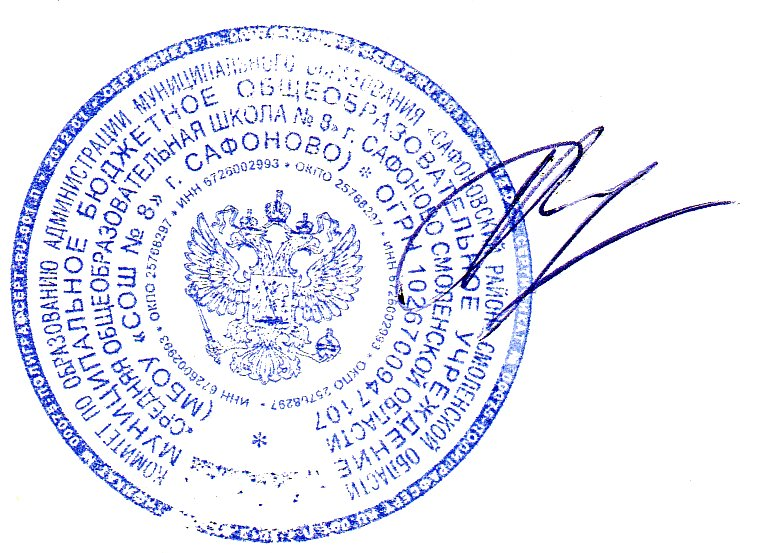 КОМИТЕТ ПО ОБРАЗОВАНИЮ АДМИНИСТРАЦИИ МУНИЦИПАЛЬНОГО ОБРАЗОВАНИЯ «САФОНОВСКИЙ РАЙОН» СМОЛЕНСКОЙ ОБЛАСТИ
МУНИЦИПАЛЬНОЕ БЮДЖЕТНОЕ ОБЩЕОБРАЗОВАТЕЛЬНОЕ УЧРЕЖДЕНИЕ
«СРЕДНЯЯ ОБЩЕОБРАЗОВАТЕЛЬНАЯ ШКОЛА № 8» г. САФОНОВО СМОЛЕНСКОЙ ОБЛАСТИ
(МБОУ «СОШ № 8» г. САФОНОВО) * ОГРН 1026700947107
* ИНН 6726002993 * ОКПО 25768297 * ИНН 6726002993 * ОКПО 25768297 * ИНН 6726002993 * ОКПО 25768297
*